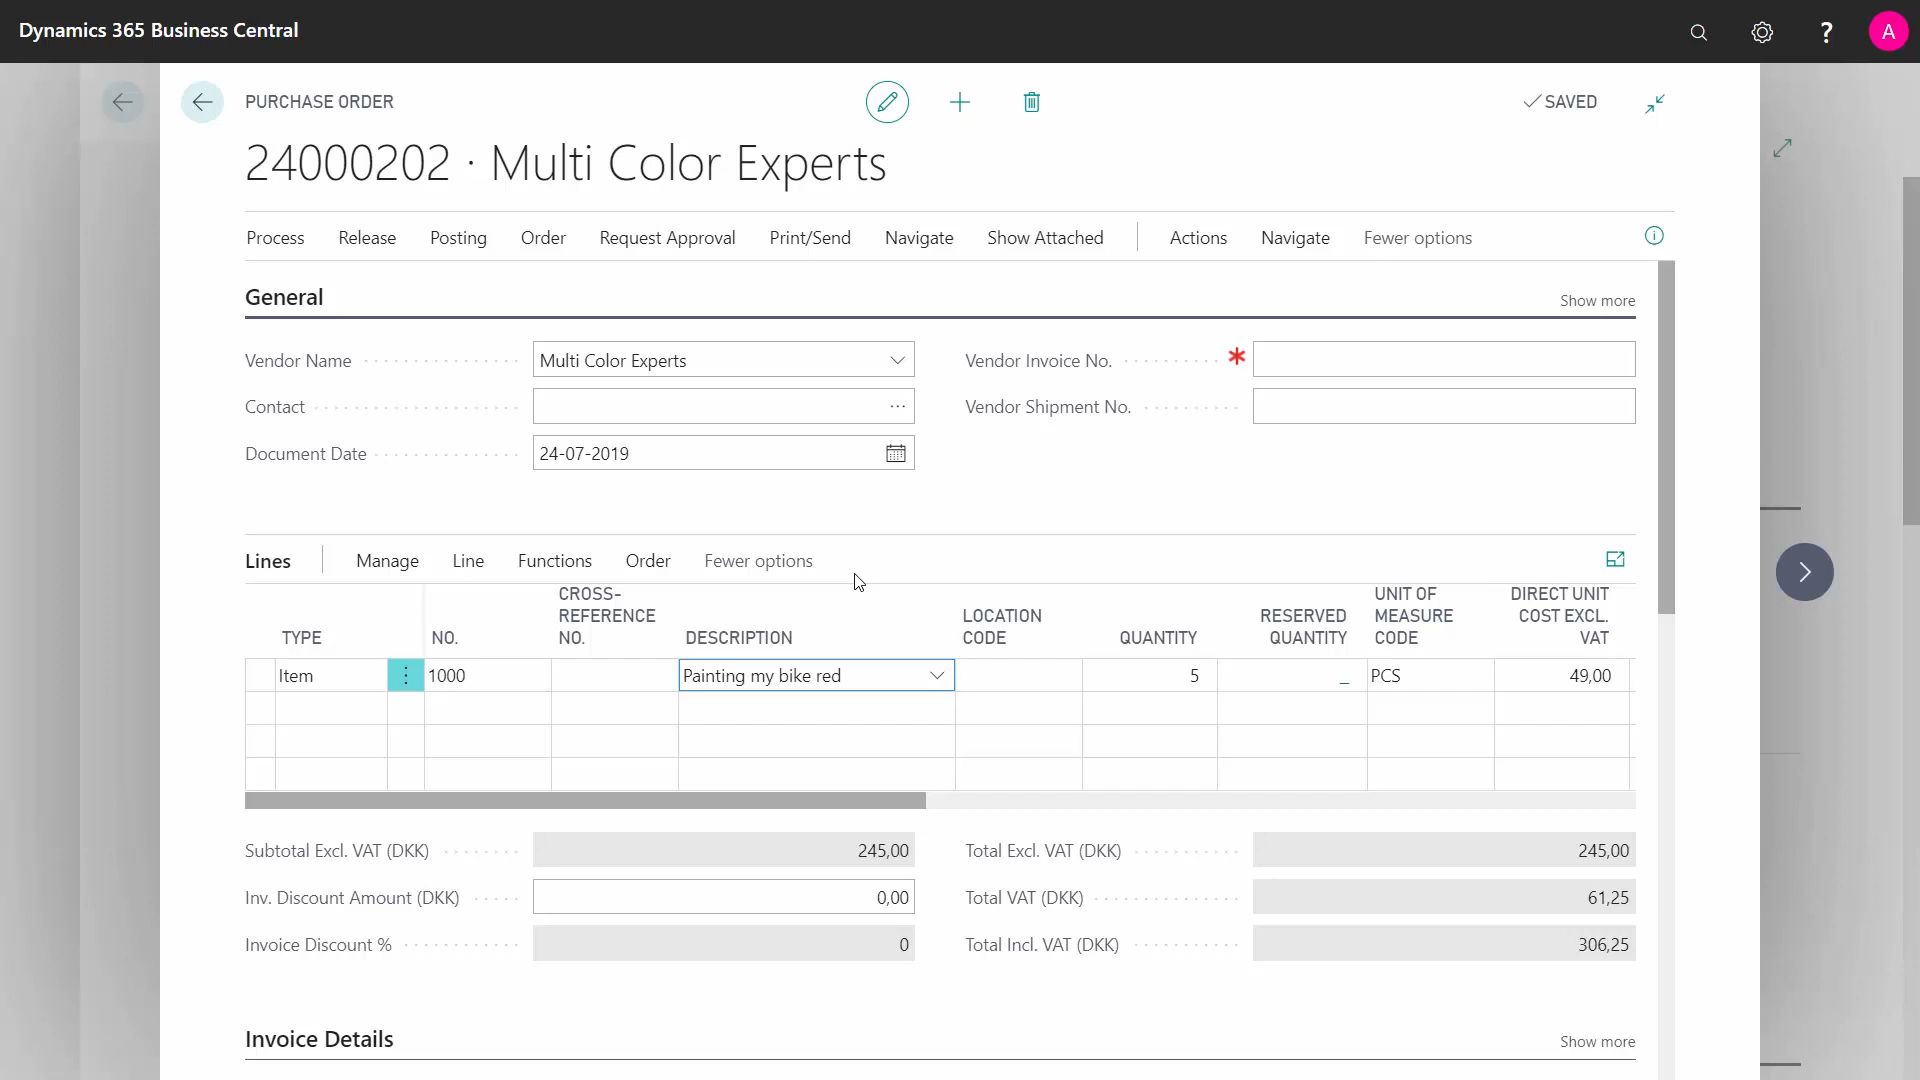 Dynamics 365 Business Central
?
A
PURCHASE ORDER
SAVED
24000202 · Multi Color Experts
Process Release Posting Order Request Approval Print/Send Navigate Show Attached Actions Navigate Fewer options
General
Show more
Vendor Name
Multi Color Experts
Vendor Invoice No.
*
Contact
...
Vendor Shipment No.
Document Date
24-07-2019
Lines Manage Line Functions Order Fewer options
TYPE
NO.
CROSS-
REFERENCE
NO.
DESCRIPTION
LOCATION
CODE
QUANTITY
RESERVED
QUANTITY
UNIT OF
MEASURE
CODE
DIRECT UNIT
COST EXCL.
VAT
Item 1000 Painting my bike red 5 _ PCS 49,00
Subtotal Excl. VAT (DKK) 245,00 Total Excl. VAT (DKK) 245,00
Inv. Discount Amount (DKK) 0,00 Total VAT (DKK) 61,25
Invoice Discount % 0 Total Incl. VAT (DKK) 306,25
Invoice Details
Show more